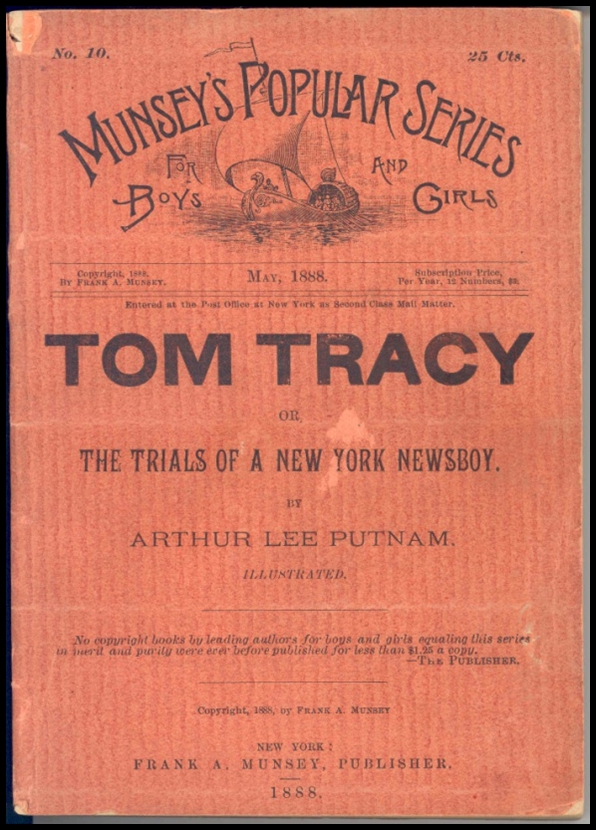 No. 10.
25 Cts.
MUNSEY'S POPULAR SERIES
FOR AND
BOYS GIRLS
Copyright, 1888,
BY FRANK A. MUNSEY.
MAY, 1888.
Subscription Price,
Per Year, 12 Numbers, $3.
Entered at the Post Office at New York as Second Class Mail Matter.
TOM TRACY
OR,
THE TRIALS OF A NEW YORK NEWSBOY.
BY
ARTHUR LEE PUTNAM.
ILLUSTRATED.
No copyright books by leading authors for boys and girls equaling this series
in merit and purity were ever before published for less than $1.25 a copy.
—THE PUBLISHER.
Copyright, 1888, by FRANK A. MUNSEY
NEW YORK:
FRANK A. MUNSEY, PUBLISHER.
1888.